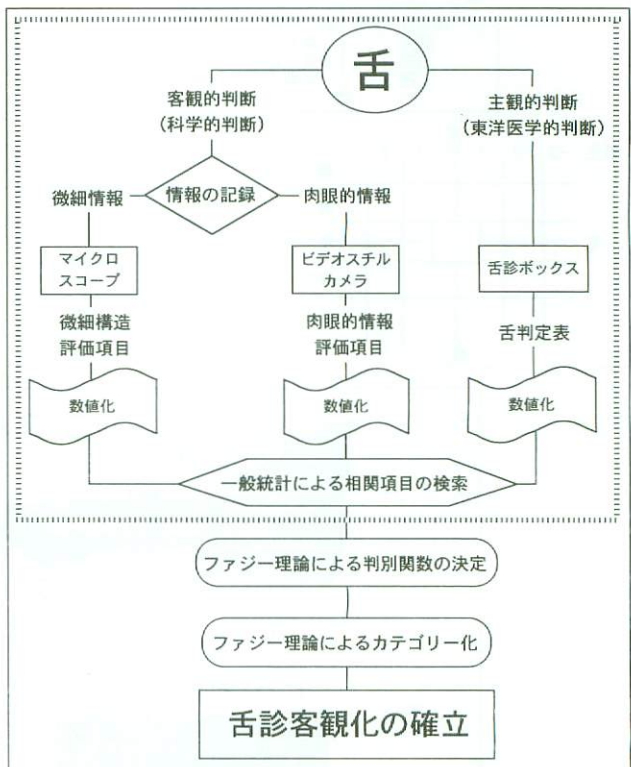 舌
客観的判断
(科学的判断)
主観的判断
(東洋医学的判断)
微細情報
情報の記録
肉眼的情報
マイクロ
スコープ
ビデオスチル
カメラ
舌診ボックス
微細構造
評価項目
肉眼的情報
評価項目
舌判定表
数値化
数値化
数値化
一般統計による相関項目の検索
ファジー理論による判別関数の決定
ファジー理論によるカテゴリー化
舌診客観化の確立